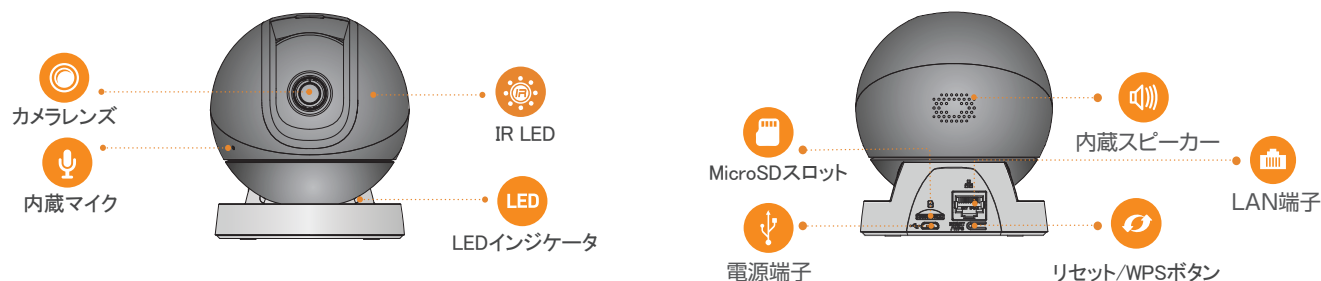 カメラレンズ
内蔵マイク
IR
IR LED
LED
LEDインジケータ
MicroSDスロット
電源端子
内蔵スピーカー
LAN端子
リセット/WPSボタン